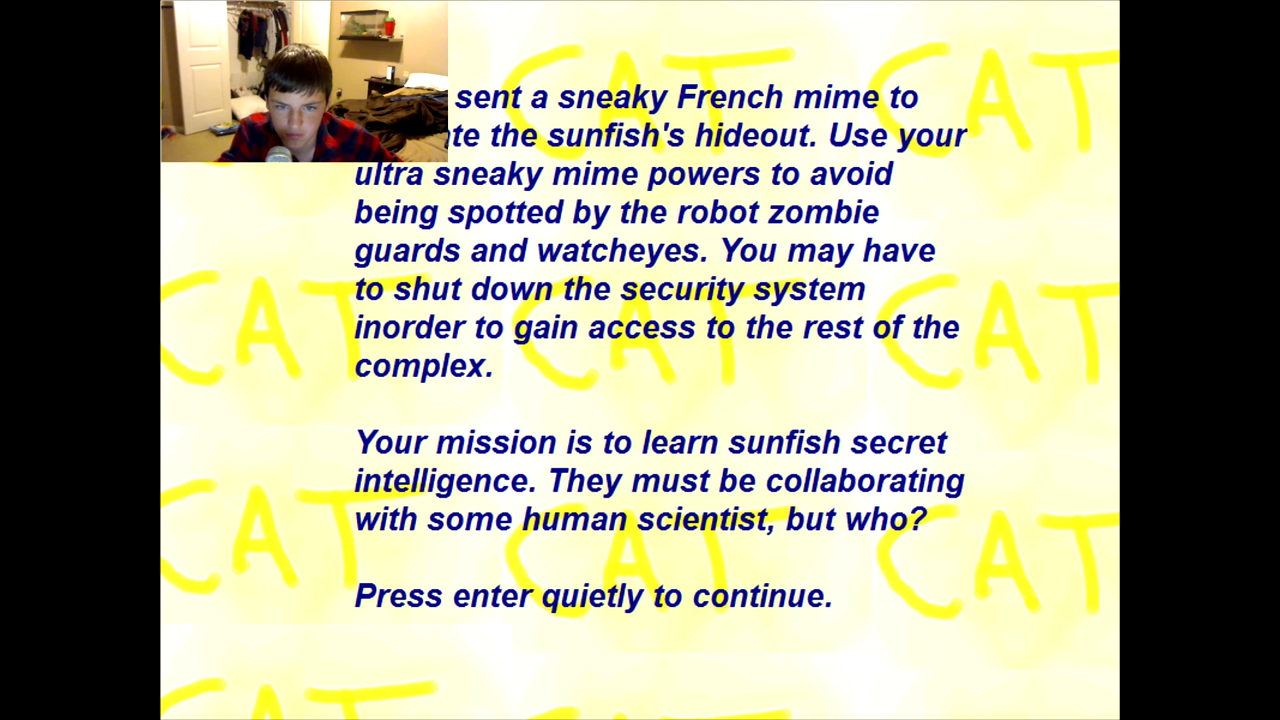 sent a sneaky French mime to
the sunfish's hideout. Use your
ultra sneaky mime powers to avoid
being spotted by the robot zombie
guards and watcheyes. You may have
to shut down the security system
inorder to gain access to the rest of the
complex.
Your mission is to learn sunfish secret
intelligence. They must be collaborating
with some human scientist, but who?
Press enter quietly to continue.
CAT CAT
CAT CAT CAT
CAT CAT CAT
CAT CAT